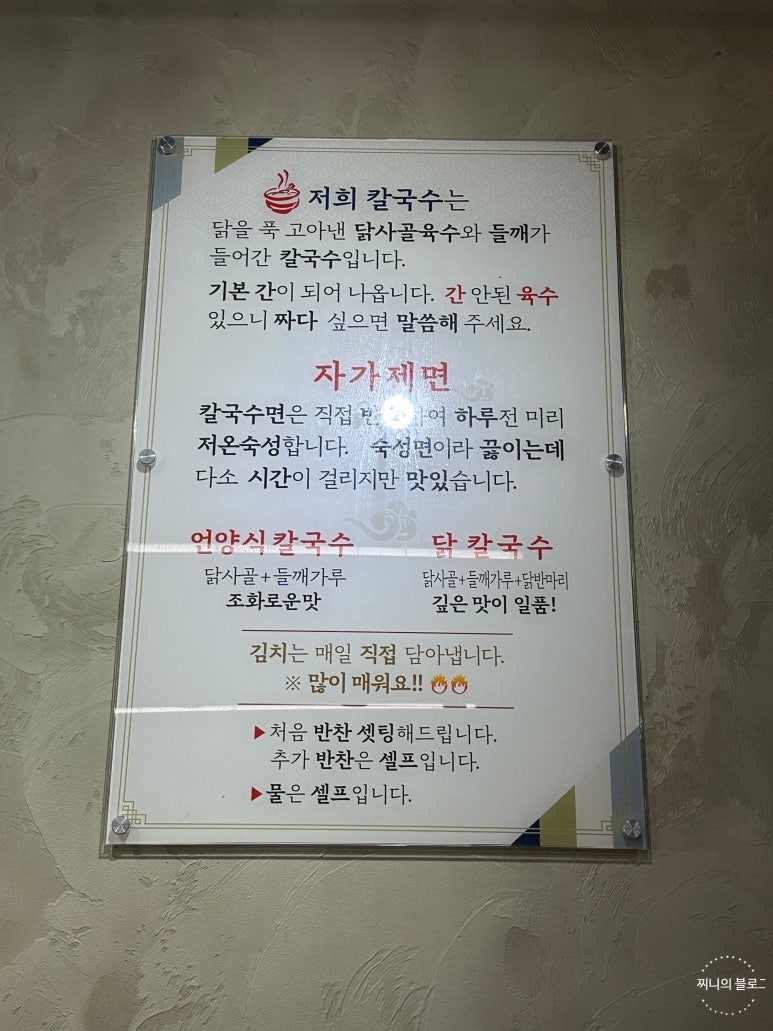 저희 칼국수는
닭을 푹 고아낸 닭사골육수와 들깨가
들어간 칼국수입니다.
기본 간이 되어 나옵니다. 간 안된 육수
있으니 짜다 싶으면 말씀해 주세요.
자가제면
칼국수면은 직접 하루전 미리
저온숙성합니다. 숙성면이라 끓이는데
다소 시간이 걸리지만 맛있습니다.
언양식 칼국수
닭사골+들깨가루
조화로운맛
닭 칼국수
닭사골+들깨가루+닭반마리
깊은 맛이 일품!
김치는 매일 직접 담아냅니다.
※ 많이 매워요!!
▶처음 반찬 셋팅해드립니다.
추가 반찬은 셀프입니다.
▶물은 셀프입니다.
찌니의 블로그